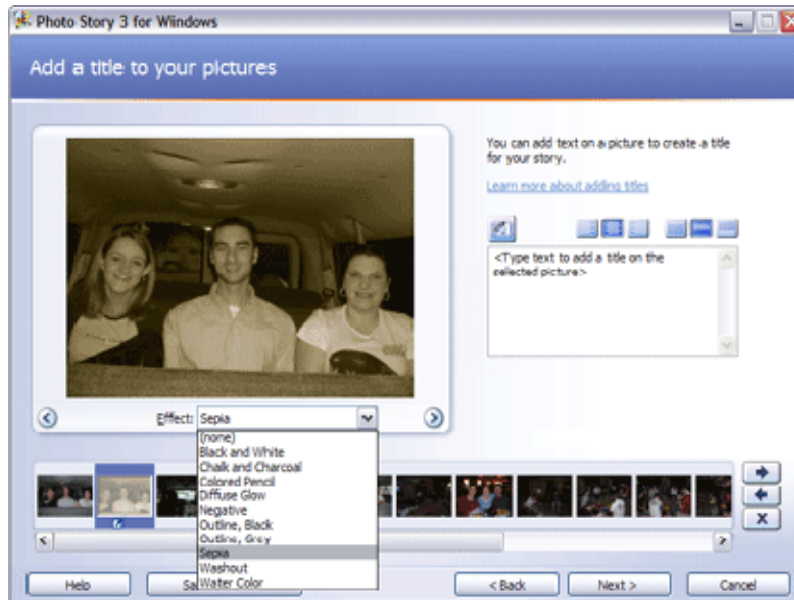 Photo Story 3 for Windows
Add a title to your pictures
You can add text on a picture to create a title
for your story.
Learn more about adding titles
<Type text to add a title on the
selected picture>
Effect: Sepia
(none)
Black and White
Chalk and Charcoal
Colored Pencil
Diffuse Glow
Negative
Outline, Black
Outline, Grey
Sepia
Washout
Water Color
Help
Sa
< Back
Next >
Cancel